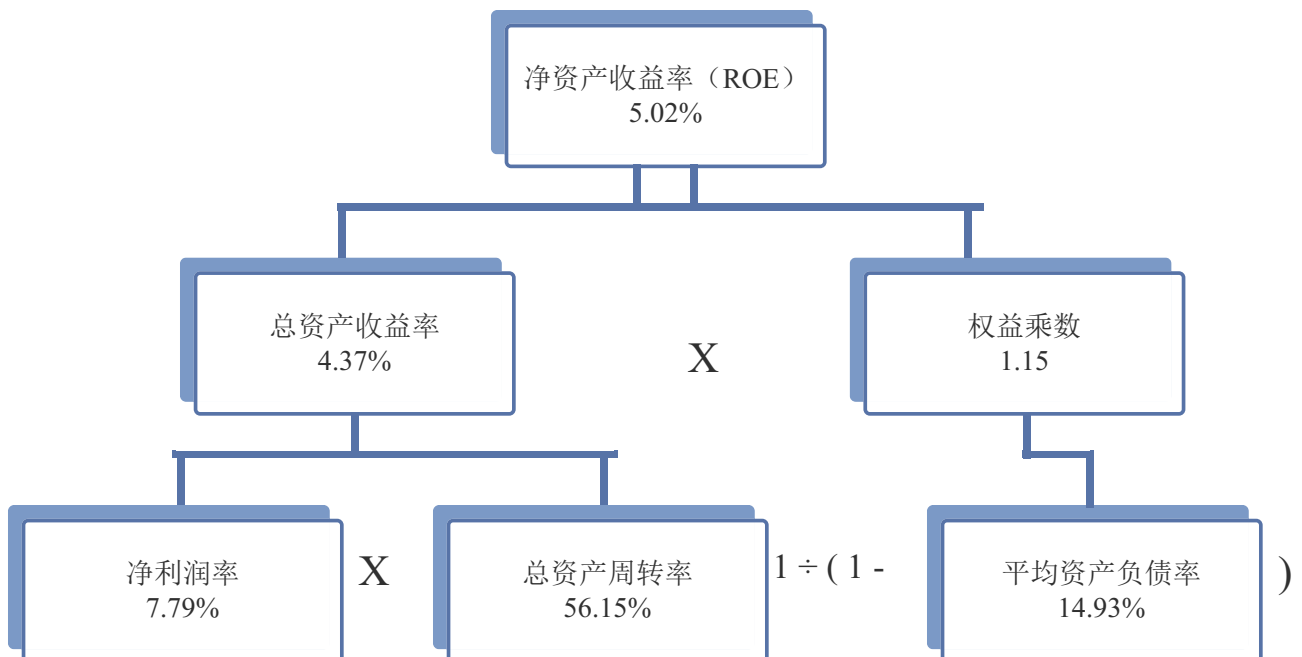 净资产收益率（ROE）
5.02%
总资产收益率
4.37%
X
权益乘数
1.15
净利润率
7.79%
X
总资产周转率
56.15%
1 ÷ ( 1 -
平均资产负债率
14.93%
)